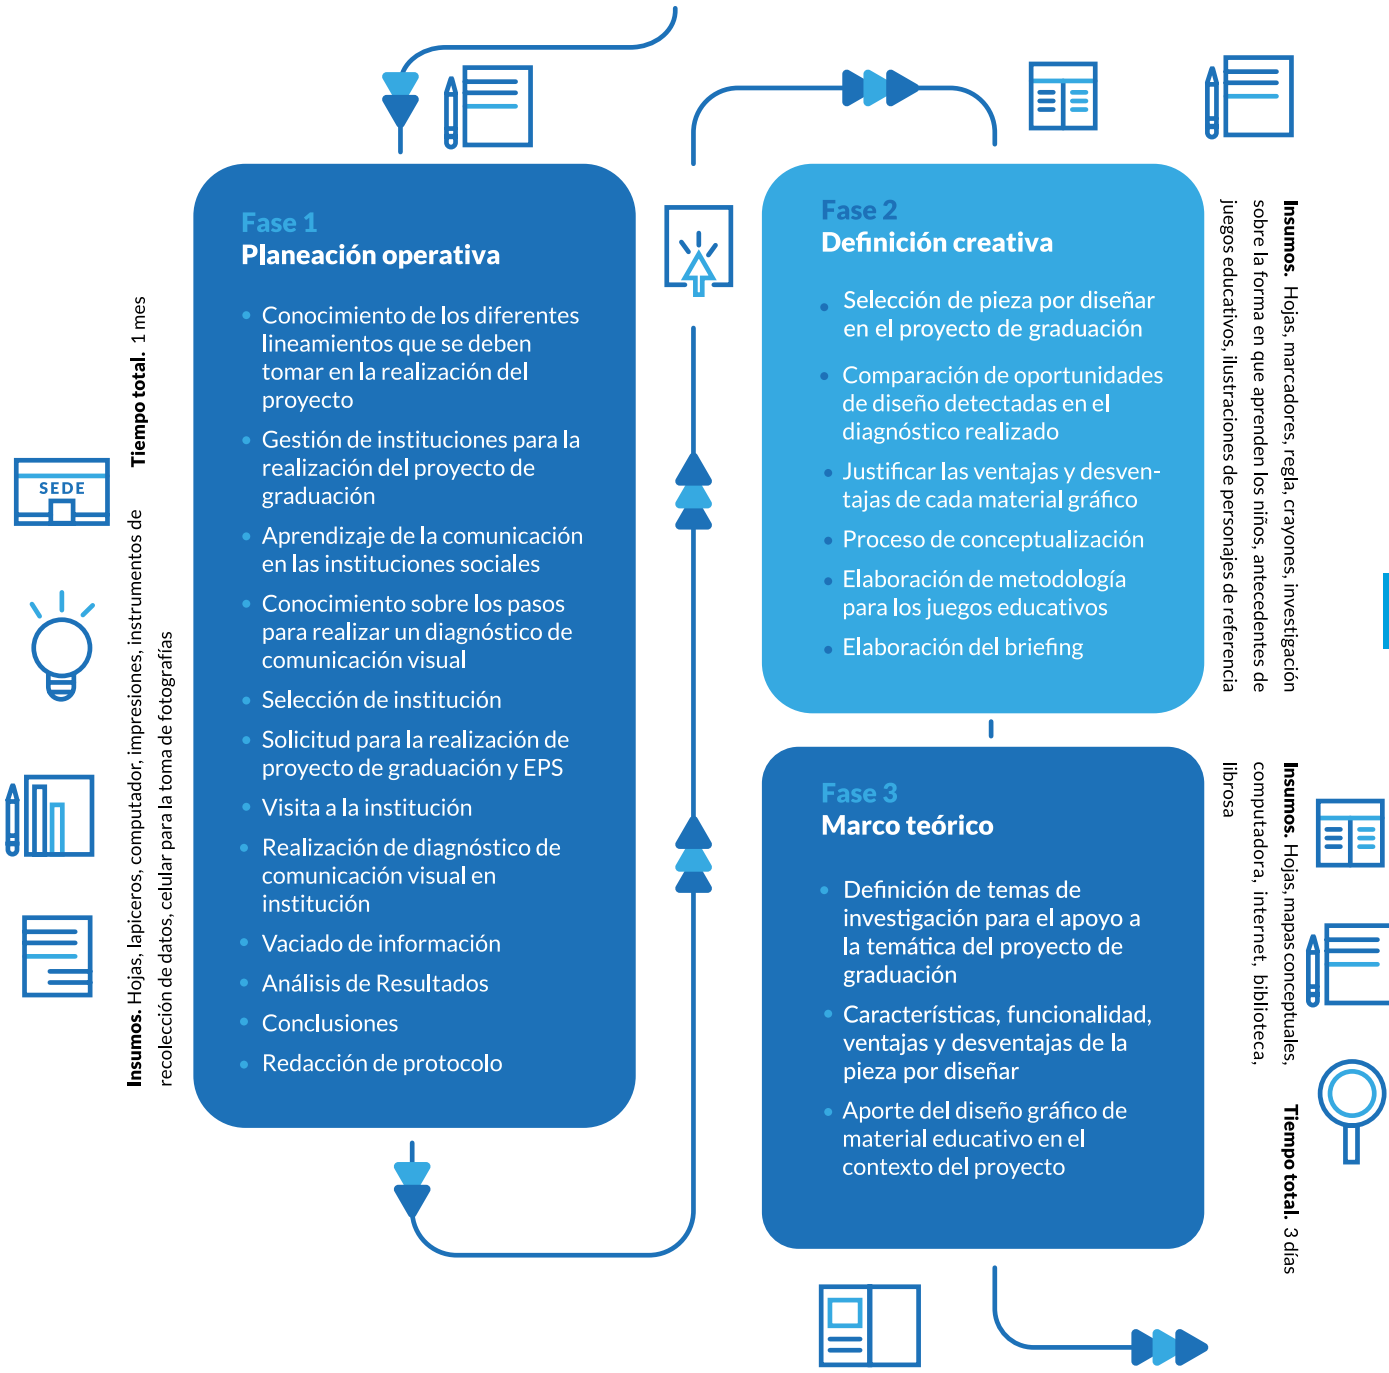 Fase 1
Planeación operativa
Conocimiento de los diferentes
lineamientos que se deben
tomar en la realización del
proyecto
Gestión de instituciones para la
realización del proyecto de
graduación
Aprendizaje de la comunicación
en las instituciones sociales
Conocimiento sobre los pasos
para realizar un diagnóstico de
comunicación visual
Selección de institución
Solicitud para la realización de
proyecto de graduación y EPS
Visita a la institución
Realización de diagnóstico de
comunicación visual en
institución
Vaciado de información
Análisis de Resultados
Conclusiones
Redacción de protocolo
SEDE
Insumos. Hojas, lapiceros, computador, impresiones, instrumentos de
recolección de datos, celular para la toma de fotografías
Tiempo total. 1 mes
Fase 2
Definición creativa
Selección de pieza por diseñar
en el proyecto de graduación
Comparación de oportunidades
de diseño detectadas en el
diagnóstico realizado
Justificar las ventajas y desven-
tajas de cada material gráfico
Proceso de conceptualización
Elaboración de metodología
para los juegos educativos
Elaboración del briefing
Insumos. Hojas, marcadores, regla, crayones, investigación
sobre la forma en que aprenden los niños, antecedentes de
juegos educativos, ilustraciones de personajes de referencia
Fase 3
Marco teórico
Definición de temas de
investigación para el apoyo a
la temática del proyecto de
graduación
Características, funcionalidad,
ventajas y desventajas de la
pieza por diseñar
Aporte del diseño gráfico de
material educativo en el
contexto del proyecto
Insumos. Hojas, mapas conceptuales,
computadora, internet, biblioteca,
librosa
Tiempo total. 3 días